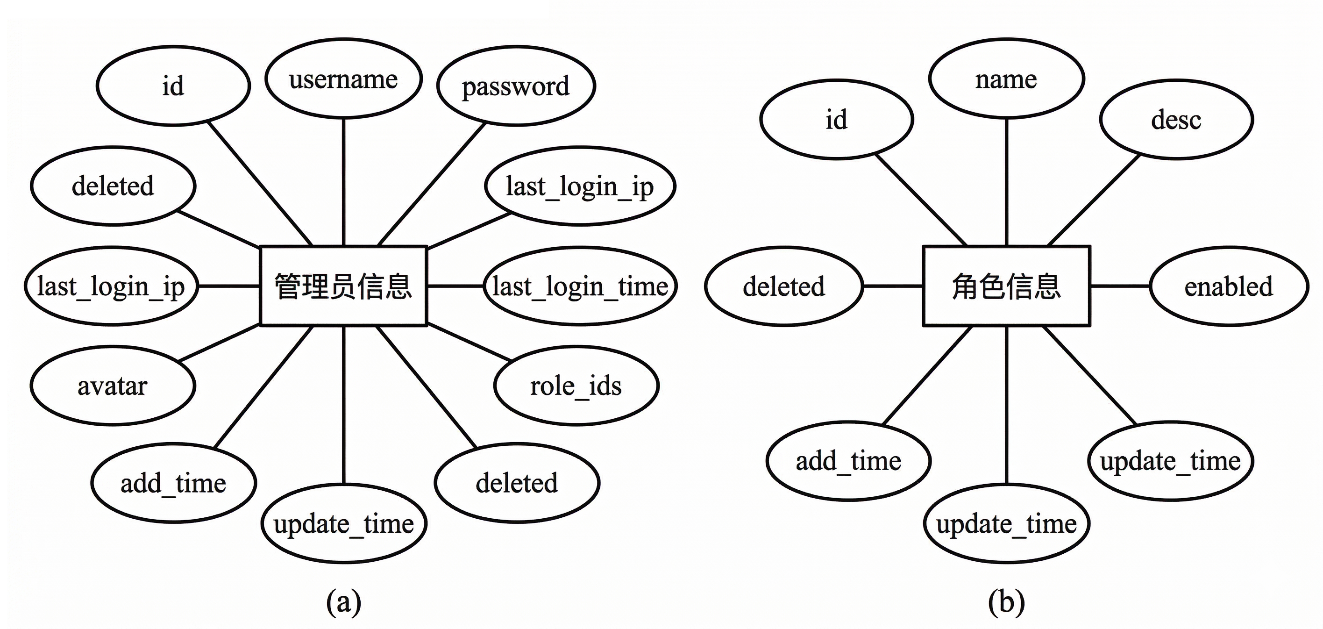 id
username
password
deleted
last_login_ip
last_login_ip
管理员信息
last_login_time
avatar
role_ids
add_time
update_time
deleted
(a)
name
id
desc
deleted
角色信息
enabled
add_time
update_time
update_time
(b)